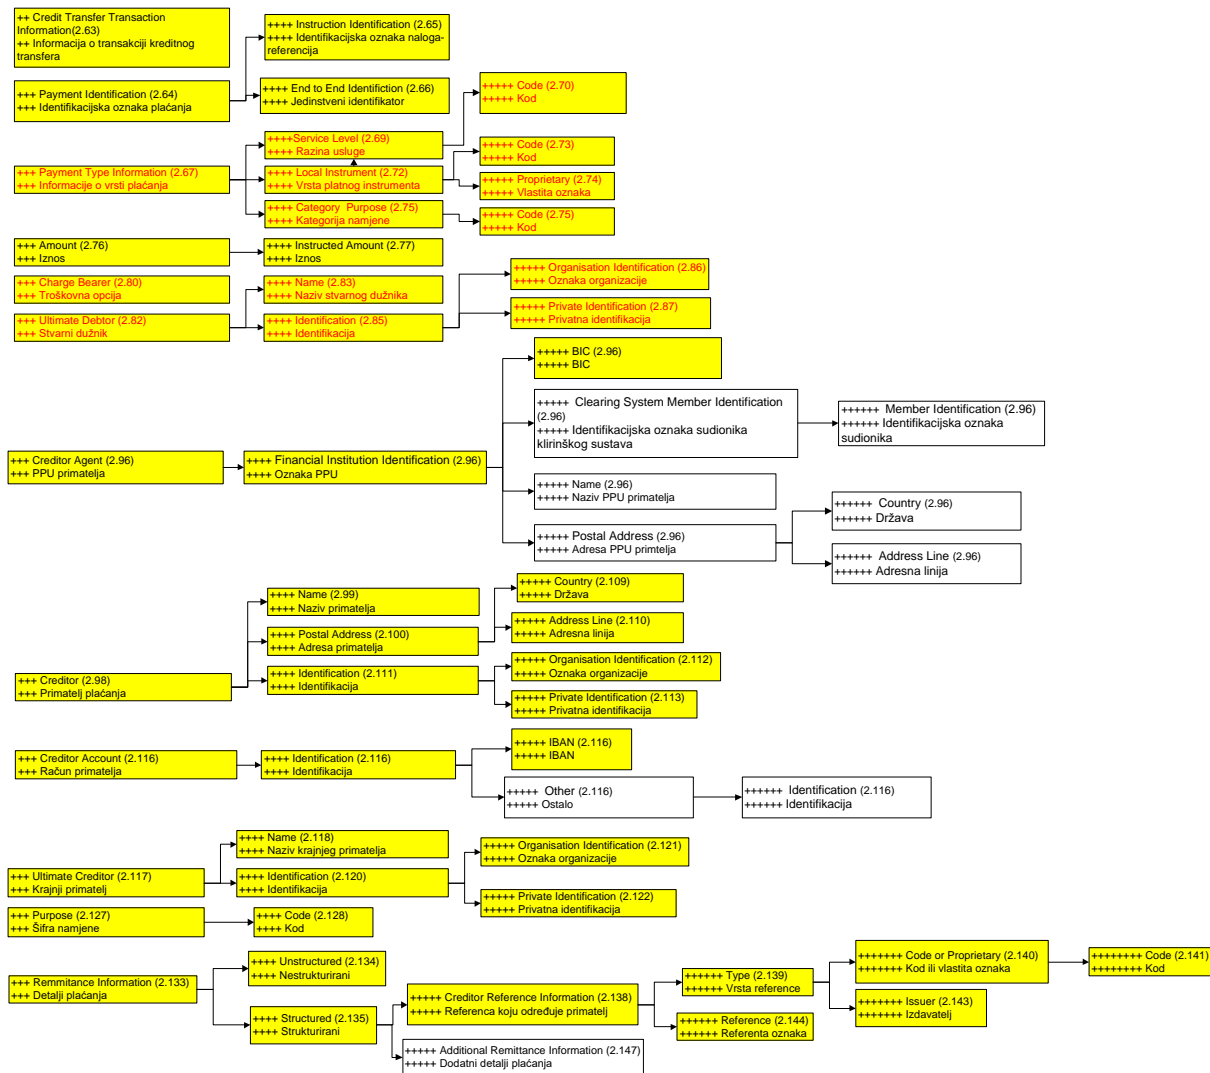 ++ Credit Transfer Transaction
Information(2.63)
++ Informacija o transakciji kreditnog
transfera
++++ Instruction Identification (2.65)
++++ Identifikacijska oznaka naloga-
referencija
+++ Payment Identification (2.64)
+++ Identifikacijska oznaka plaćanja
++++ End to End Identifiction (2.66)
++++ Jedinstveni identifikator
+++++ Code (2.70)
+++++ Kod
++++Service Level (2.69)
++++ Razina usluge
+++++ Code (2.73)
+++++ Kod
+++ Payment Type Information (2.67)
+++ Informacije o vrsti plaćanja
++++ Local Instrument (2.72)
++++ Vrsta platnog instrumenta
+++++ Proprietary (2.74)
+++++ Vlastita oznaka
++++ Category  Purpose (2.75)
++++ Kategorija namjene
+++++ Code (2.75)
+++++ Kod
+++ Amount (2.76)
+++ Iznos
++++ Instructed Amount (2.77)
++++ Iznos
+++ Charge Bearer (2.80)
+++ Troškovna opcija
++++ Name (2.83)
++++ Naziv stvarnog dužnika
+++++ Organisation Identification (2.86)
+++++ Oznaka organizacije
+++ Ultimate Debtor (2.82)
+++ Stvarni dužnik
++++ Identification (2.85)
++++ Identifikacija
+++++ Private Identification (2.87)
+++++ Privatna identifikacija
+++++ BIC (2.96)
+++++ BIC
+++++  Clearing System Member Identification
(2.96)
+++++ Identifikacijska oznaka sudionika
klirinškog sustava
++++++  Member Identification (2.96)
++++++ Identifikacijska oznaka
sudionika
+++ Creditor Agent (2.96)
+++ PPU primatelja
++++ Financial Institution Identification (2.96)
++++ Oznaka PPU
+++++  Name (2.96)
+++++ Naziv PPU primatelja
+++++  Postal Address (2.96)
+++++ Adresa PPU primtelja
++++++  Country (2.96)
++++++ Država
++++++  Address Line (2.96)
++++++ Adresna linija
++++ Name (2.99)
++++ Naziv primatelja
+++++ Country (2.109)
+++++ Država
++++ Postal Address (2.100)
++++ Adresa primatelja
+++++ Address Line (2.110)
+++++ Adresna linija
+++ Creditor (2.98)
+++ Primatelj plaćanja
++++ Identification (2.111)
++++ Identifikacija
+++++ Organisation Identification (2.112)
+++++ Oznaka organizacije
+++++ Private Identification (2.113)
+++++ Privatna identifikacija
+++ Creditor Account (2.116)
+++ Račun primatelja
++++ Identification (2.116)
++++ Identifikacija
+++++ IBAN (2.116)
+++++ IBAN
+++++  Other (2.116)
+++++ Ostalo
++++++  Identification (2.116)
++++++ Identifikacija
++++ Name (2.118)
++++ Naziv krajnjeg primatelja
+++++ Organisation Identification (2.121)
+++++ Oznaka organizacije
+++ Ultimate Creditor (2.117)
+++ Krajnji primatelj
++++ Identification (2.120)
++++ Identifikacija
+++++ Private Identification (2.122)
+++++ Privatna identifikacija
+++ Purpose (2.127)
+++ Šifra namjene
++++ Code (2.128)
++++ Kod
+++ Remmitance Information (2.133)
+++ Detalji plaćanja
++++ Unstructured (2.134)
++++ Nestrukturirani
++++ Structured (2.135)
++++ Strukturirani
+++++ Creditor Reference Information (2.138)
+++++ Referenca koju određuje primatelj
++++++ Type (2.139)
++++++ Vrsta reference
+++++++ Code or Proprietary (2.140)
+++++++ Kod ili vlastita oznaka
++++++++ Code (2.141)
++++++++ Kod
+++++++ Issuer (2.143)
+++++++ Izdavatelj
++++++ Reference (2.144)
++++++ Referenta oznaka
+++++ Additional Remittance Information (2.147)
+++++ Dodatni detalji plaćanja